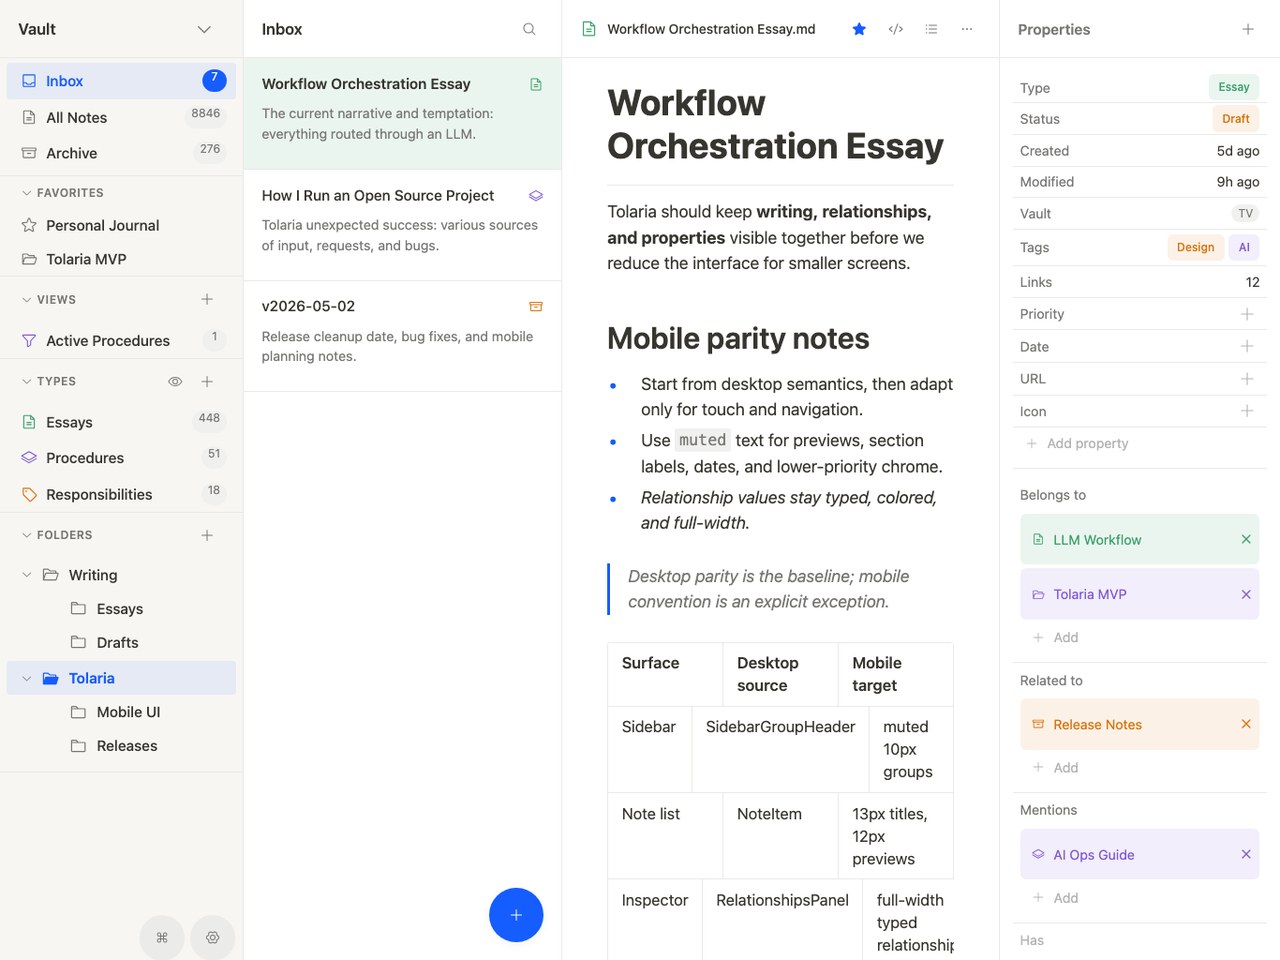 Vault
Inbox 7
All Notes 8846
Archive 276
FAVORITES
Personal Journal
Tolaria MVP
VIEWS
Active Procedures 1
TYPES
Essays 448
Procedures 51
Responsibilities 18
FOLDERS
Writing
Essays
Drafts
Tolaria
Mobile UI
Releases
Inbox
Workflow Orchestration Essay
The current narrative and temptation:
everything routed through an LLM.
How I Run an Open Source Project
Tolaria unexpected success: various sources
of input, requests, and bugs.
v2026-05-02
Release cleanup date, bug fixes, and mobile
planning notes.
Workflow Orchestration Essay.md
Workflow
Orchestration Essay
Tolaria should keep writing, relationships,
and properties visible together before we
reduce the interface for smaller screens.
Mobile parity notes
• Start from desktop semantics, then adapt
only for touch and navigation.
• Use muted text for previews, section
labels, dates, and lower-priority chrome.
• Relationship values stay typed, colored,
and full-width.
Desktop parity is the baseline; mobile
convention is an explicit exception.
Surface Desktop Mobile
source target
Sidebar SidebarGroupHeader muted
10px
groups
Note list NoteItem 13px titles,
12px
previews
Inspector RelationshipsPanel full-width
typed
relationship
Properties
Type Essay
Status Draft
Created 5d ago
Modified 9h ago
Vault TV
Tags Design AI
Links 12
Priority
Date
URL
Icon
Add property
Belongs to
LLM Workflow
Tolaria MVP
Add
Related to
Release Notes
Add
Mentions
AI Ops Guide
Add
Has